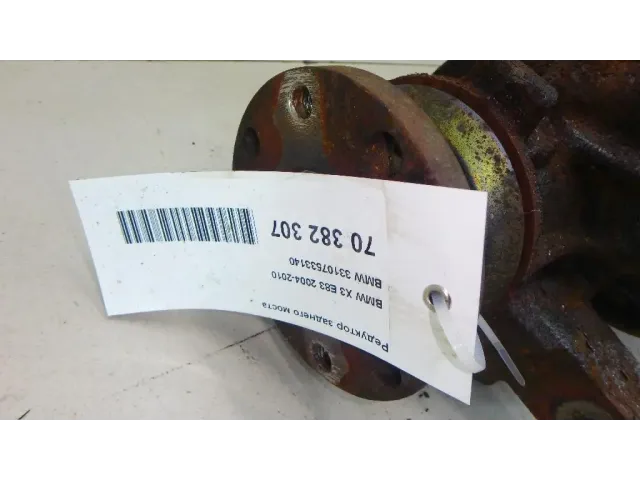 Редуктор заднего моста
BMW X3 E83 2004-2010
BMW 33107533140
70 382 307